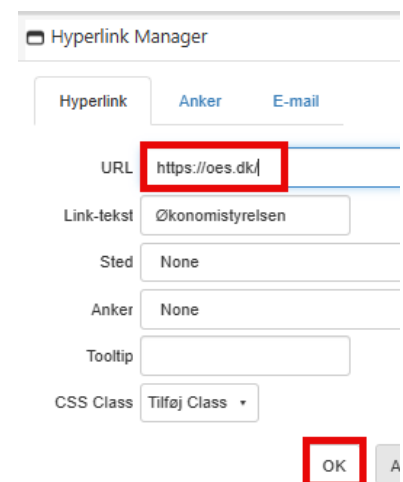 Hyperlink Manager
Hyperlink Anker E-mail
URL https://oes.dk/
Link-tekst Økonomistyrelsen
Sted None
Anker None
Tooltip
CSS Class Tilføj Class
OK A